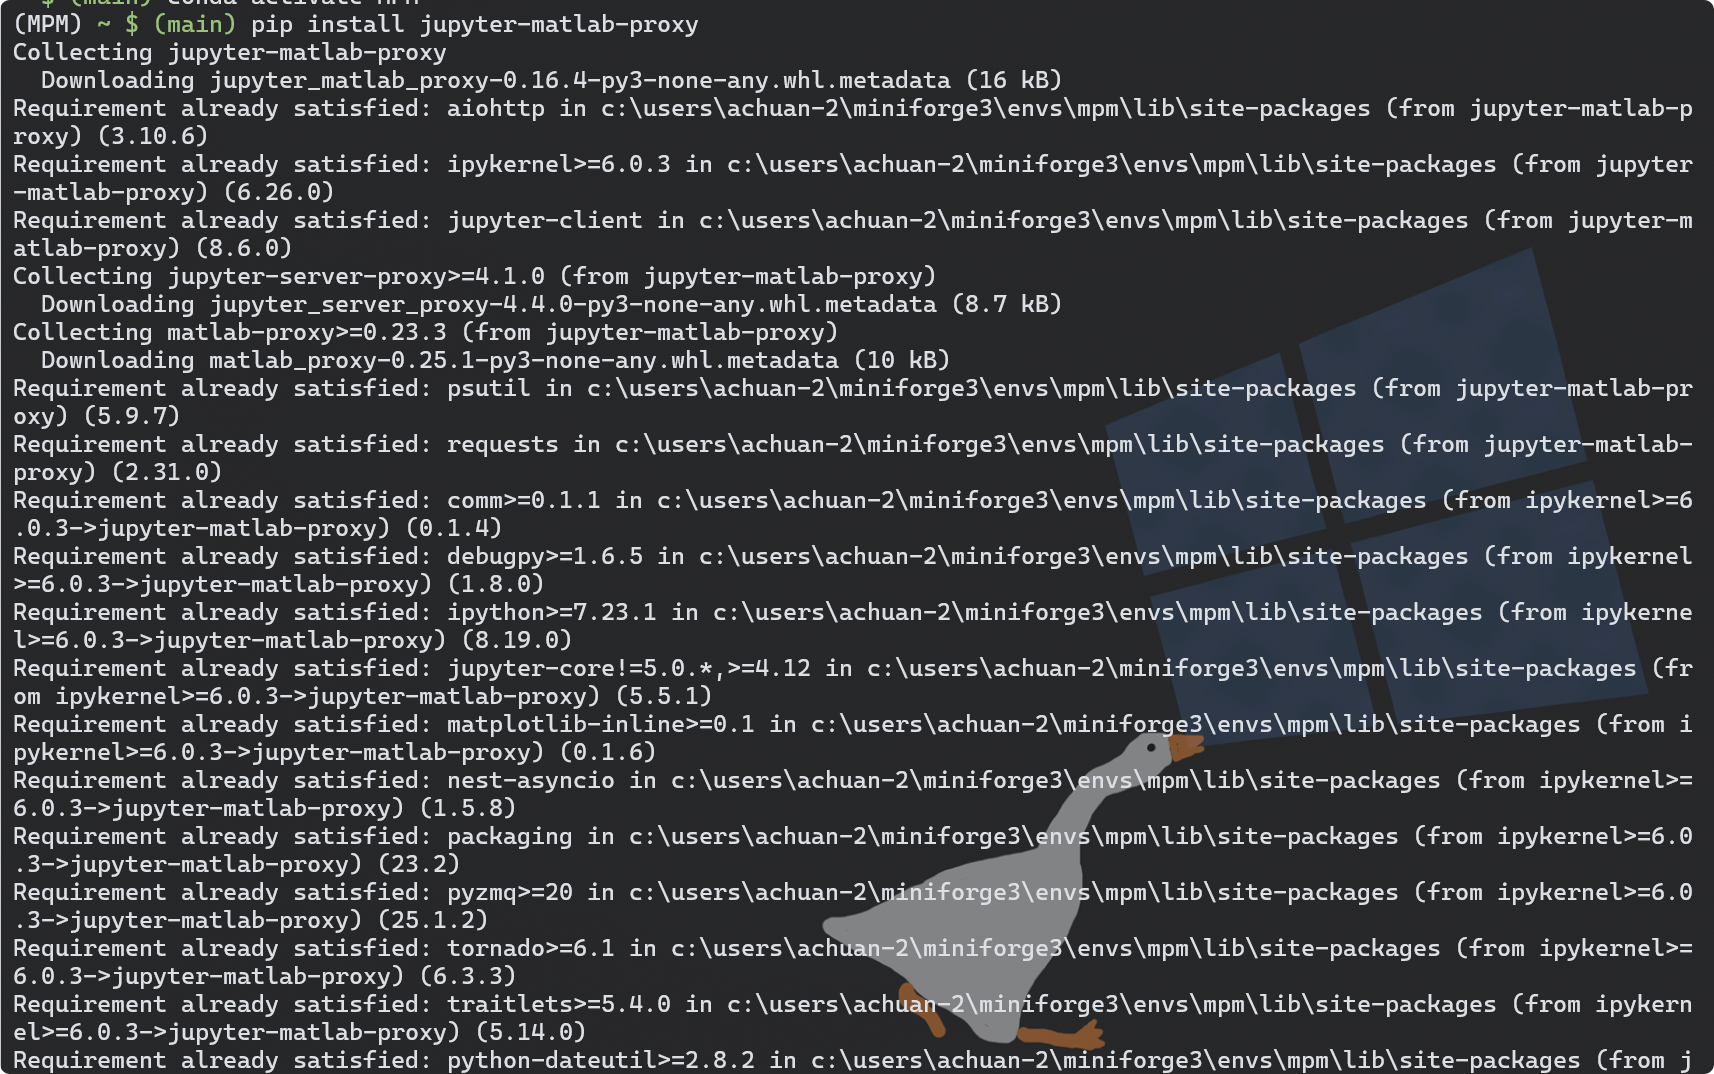 $ (main) conda activate MPM
(MPM) ~ $ (main) pip install jupyter-matlab-proxy
Collecting jupyter-matlab-proxy
  Downloading jupyter_matlab_proxy-0.16.4-py3-none-any.whl.metadata (16 kB)
Requirement already satisfied: aiohttp in c:\users\achuan-2\miniforge3\envs\mpm\lib\site-packages (from jupyter-matlab-p
roxy) (3.10.6)
Requirement already satisfied: ipykernel>=6.0.3 in c:\users\achuan-2\miniforge3\envs\mpm\lib\site-packages (from jupyter
-matlab-proxy) (6.26.0)
Requirement already satisfied: jupyter-client in c:\users\achuan-2\miniforge3\envs\mpm\lib\site-packages (from jupyter-m
atlab-proxy) (8.6.0)
Collecting jupyter-server-proxy>=4.1.0 (from jupyter-matlab-proxy)
  Downloading jupyter_server_proxy-4.4.0-py3-none-any.whl.metadata (8.7 kB)
Collecting matlab-proxy>=0.23.3 (from jupyter-matlab-proxy)
  Downloading matlab_proxy-0.25.1-py3-none-any.whl.metadata (10 kB)
Requirement already satisfied: psutil in c:\users\achuan-2\miniforge3\envs\mpm\lib\site-packages (from jupyter-matlab-pr
oxy) (5.9.7)
Requirement already satisfied: requests in c:\users\achuan-2\miniforge3\envs\mpm\lib\site-packages (from jupyter-matlab-
proxy) (2.31.0)
Requirement already satisfied: comm>=0.1.1 in c:\users\achuan-2\miniforge3\envs\mpm\lib\site-packages (from ipykernel>=6
.0.3->jupyter-matlab-proxy) (0.1.4)
Requirement already satisfied: debugpy>=1.6.5 in c:\users\achuan-2\miniforge3\envs\mpm\lib\site-packages (from ipykernel
>=6.0.3->jupyter-matlab-proxy) (1.8.0)
Requirement already satisfied: ipython>=7.23.1 in c:\users\achuan-2\miniforge3\envs\mpm\lib\site-packages (from ipykerne
l>=6.0.3->jupyter-matlab-proxy) (8.19.0)
Requirement already satisfied: jupyter-core!=5.0.*,>=4.12 in c:\users\achuan-2\miniforge3\envs\mpm\lib\site-packages (fr
om ipykernel>=6.0.3->jupyter-matlab-proxy) (5.5.1)
Requirement already satisfied: matplotlib-inline>=0.1 in c:\users\achuan-2\miniforge3\envs\mpm\lib\site-packages (from i
pykernel>=6.0.3->jupyter-matlab-proxy) (0.1.6)
Requirement already satisfied: nest-asyncio in c:\users\achuan-2\miniforge3\envs\mpm\lib\site-packages (from ipykernel>=
6.0.3->jupyter-matlab-proxy) (1.5.8)
Requirement already satisfied: packaging in c:\users\achuan-2\miniforge3\envs\mpm\lib\site-packages (from ipykernel>=6.0
.3->jupyter-matlab-proxy) (23.2)
Requirement already satisfied: pyzmq>=20 in c:\users\achuan-2\miniforge3\envs\mpm\lib\site-packages (from ipykernel>=6.0
.3->jupyter-matlab-proxy) (25.1.2)
Requirement already satisfied: tornado>=6.1 in c:\users\achuan-2\miniforge3\envs\mpm\lib\site-packages (from ipykernel>=
6.0.3->jupyter-matlab-proxy) (6.3.3)
Requirement already satisfied: traitlets>=5.4.0 in c:\users\achuan-2\miniforge3\envs\mpm\lib\site-packages (from ipykern
el>=6.0.3->jupyter-matlab-proxy) (5.14.0)
Requirement already satisfied: python-dateutil>=2.8.2 in c:\users\achuan-2\miniforge3\envs\mpm\lib\site-packages (from j